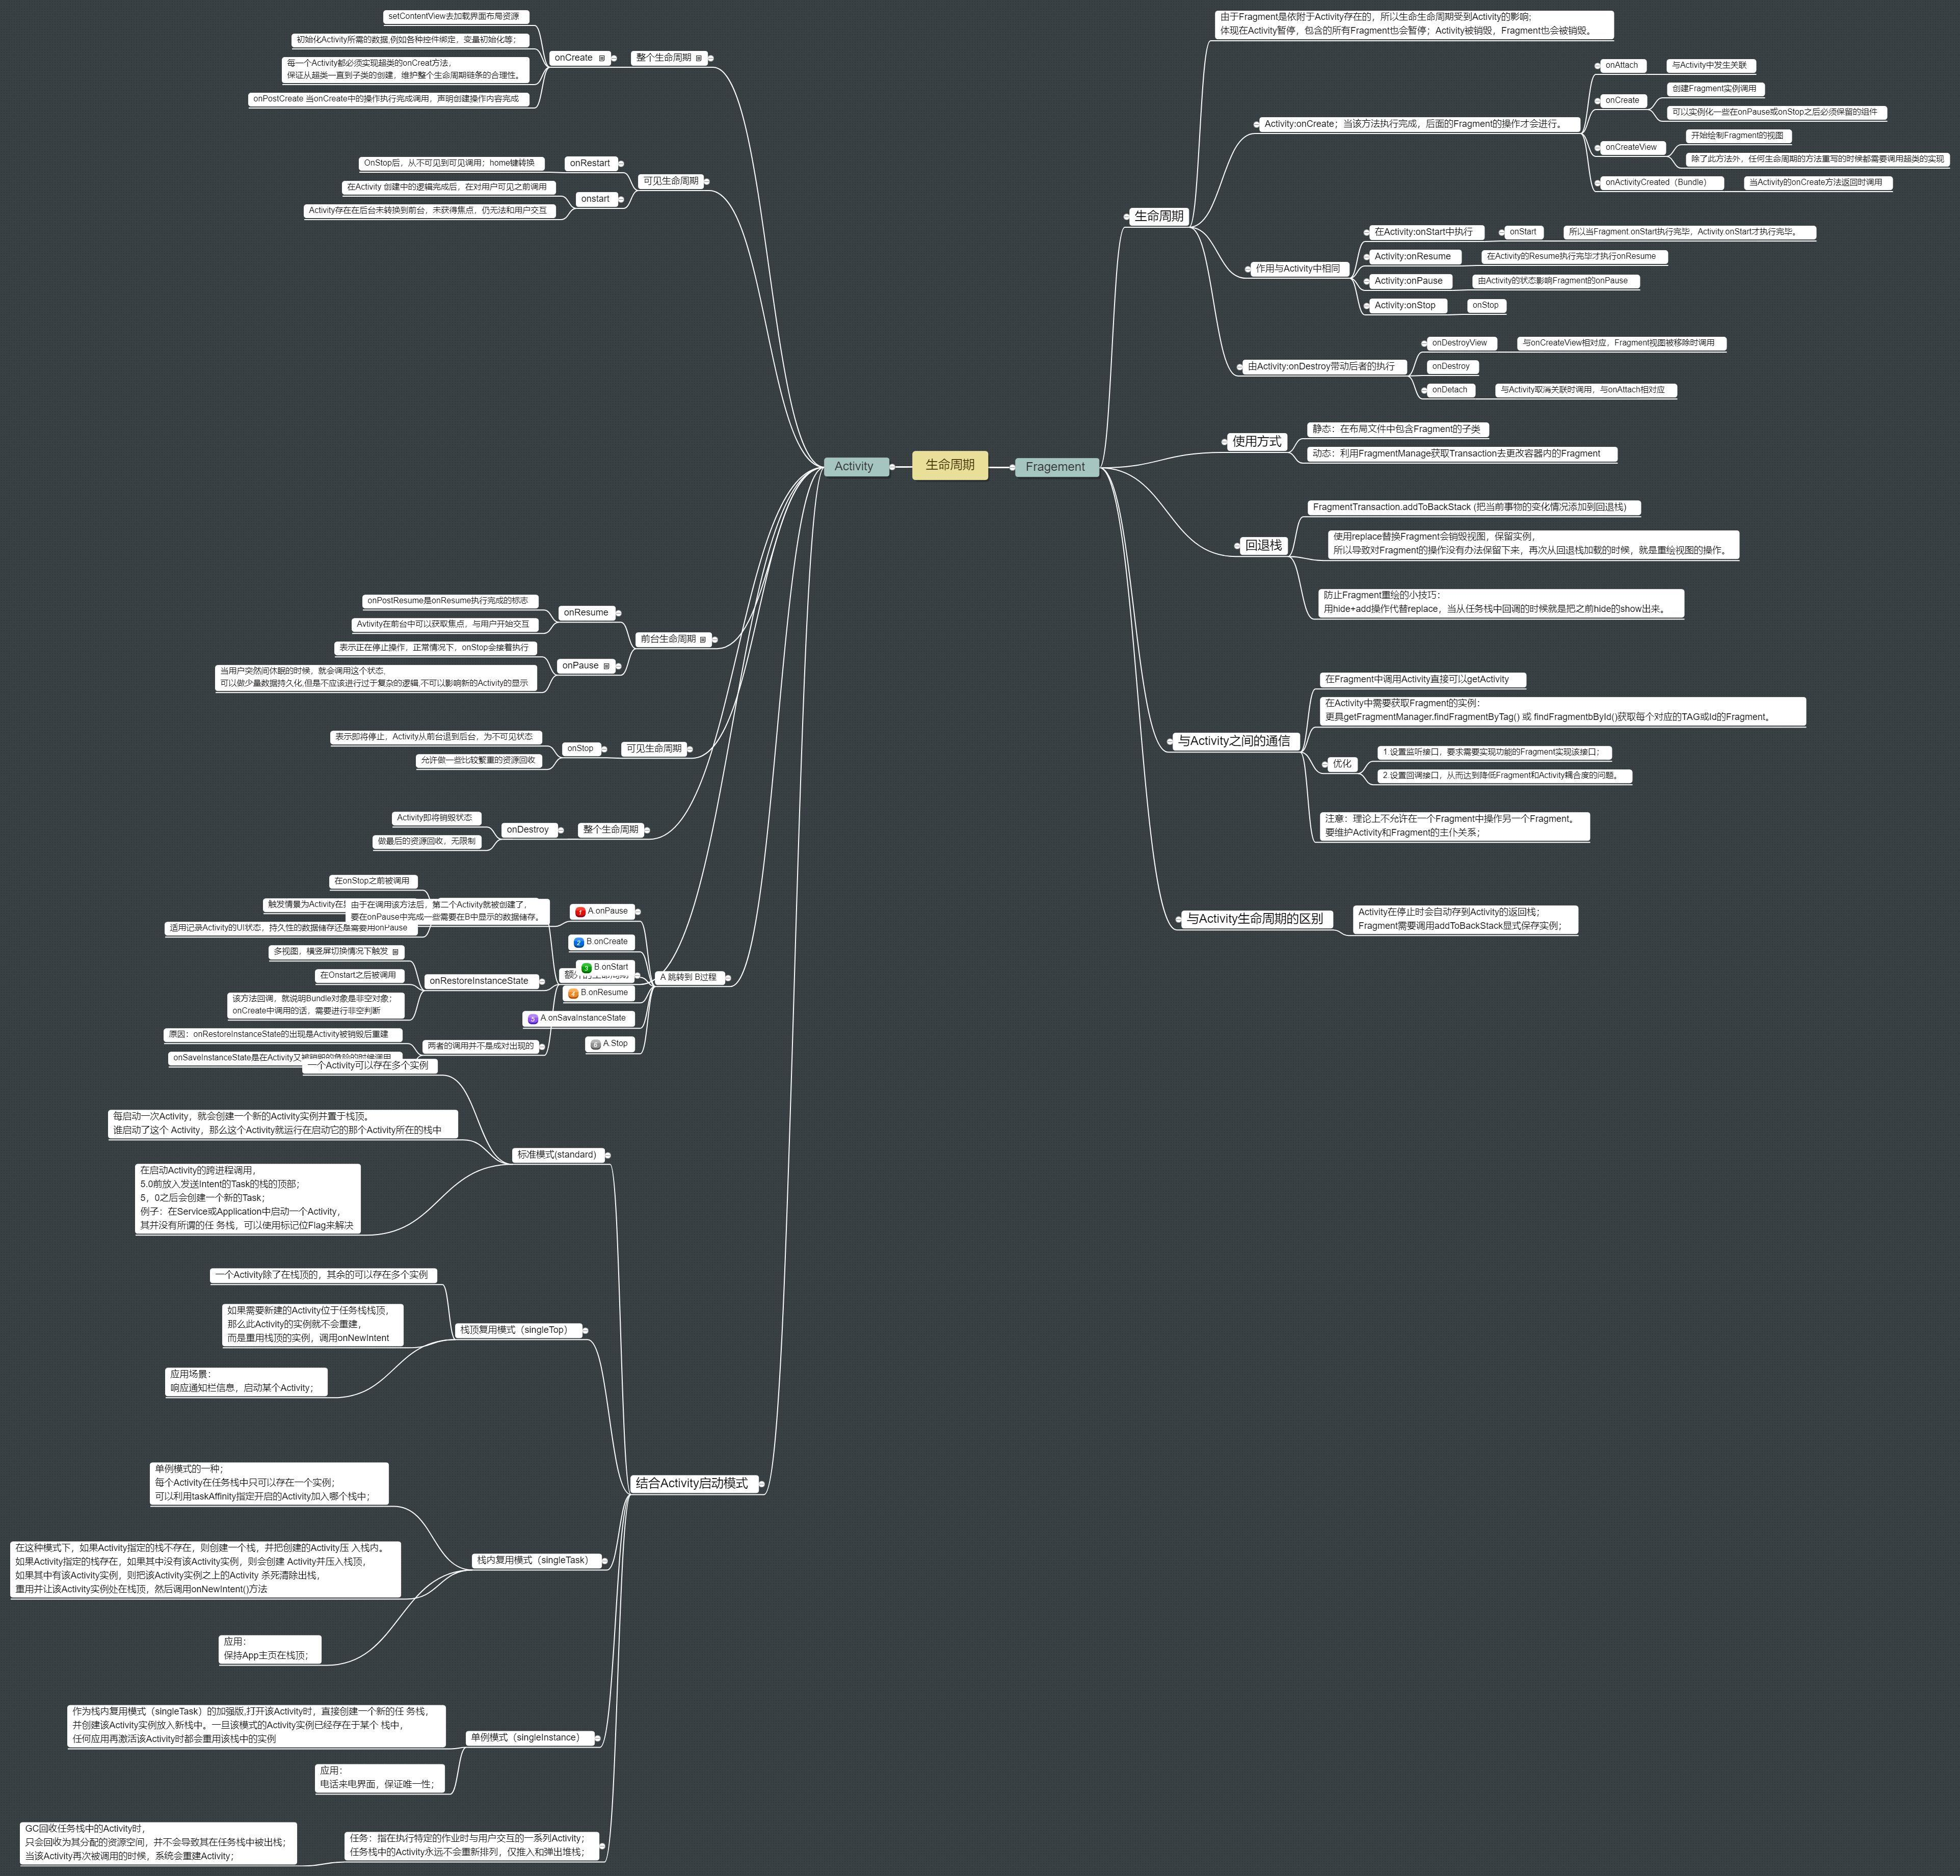 生命周期
Activity
整个生命周期
onCreate
setContentView去加载界面布局资源
初始化Activity所需的数据,例如各种控件绑定，变量初始化等；
每一个Activity都必须实现超类的onCreat方法，
保证从超类一直到子类的创建，维护整个生命周期链条的合理性。
onPostCreate 当onCreate中的操作执行完成调用，声明创建操作内容完成
可见生命周期
onRestart
OnStop后，从不可见到可见调用；home键转换
onstart
在Activity 创建中的逻辑完成后，在对用户可见之前调用
Activity存在在后台未转换到前台，未获得焦点，仍无法和用户交互
前台生命周期
onResume
onPostResume是onResume执行完成的标志
Avtivity在前台中可以获取焦点，与用户开始交互
onPause
表示正在停止操作，正常情况下，onStop会接着执行
当用户突然间休眠的时候，就会调用这个状态,
可以做少量数据持久化,但是不应该进行过于复杂的逻辑,不可以影响新的Activity的显示
可见生命周期
onStop
表示即将停止，Activity从前台退到后台，为不可见状态
允许做一些比较繁重的资源回收
整个生命周期
onDestroy
Activity即将销毁状态
做最后的资源回收，无限制
额外的生命周期
在onStop之前被调用
触发情景为Activity在
适用记录Activity的UI状态，持久性的数据储存还是需要用onPause
onRestoreInstanceState
多视图，横竖屏切换情况下触发
在Onstart之后被调用
该方法回调，就说明Bundle对象是非空对象；
onCreate中调用的话，需要进行非空判断
两者的调用并不是成对出现的
原因：onRestoreInstanceState的出现是Activity被销毁后重建
onSaveInstanceState是在Activity又被销毁的危险的时候调用
A 跳转到 B过程
1 A.onPause
由于在调用该方法后，第二个Activity就被创建了，
要在onPause中完成一些需要在B中显示的数据储存。
2 B.onCreate
3 B.onStart
4 B.onResume
5 A.onSavaInstanceState
6 A.Stop
结合Activity启动模式
标准模式(standard)
一个Activity可以存在多个实例
每启动一次Activity，就会创建一个新的Activity实例并置于栈顶。
谁启动了这个 Activity，那么这个Activity就运行在启动它的那个Activity所在的栈中
在启动Activity的跨进程调用，
5.0前放入发送Intent的Task的栈的顶部；
5，0之后会创建一个新的Task；
例子：在Service或Application中启动一个Activity，
其并没有所谓的任 务栈，可以使用标记位Flag来解决
栈顶复用模式（singleTop）
一个Activity除了在栈顶的，其余的可以存在多个实例
如果需要新建的Activity位于任务栈栈顶，
那么此Activity的实例就不会重建，
而是重用栈顶的实例，调用onNewIntent
应用场景：
响应通知栏信息，启动某个Activity；
栈内复用模式（singleTask）
单例模式的一种；
每个Activity在任务栈中只可以存在一个实例；
可以利用taskAffinity指定开启的Activity加入哪个栈中；
在这种模式下，如果Activity指定的栈不存在，则创建一个栈，并把创建的Activity压 入栈内。
如果Activity指定的栈存在，如果其中没有该Activity实例，则会创建 Activity并压入栈顶，
如果其中有该Activity实例，则把该Activity实例之上的Activity 杀死清除出栈，
重用并让该Activity实例处在栈顶，然后调用onNewIntent()方法
应用：
保持App主页在栈顶；
单例模式（singleInstance）
作为栈内复用模式（singleTask）的加强版,打开该Activity时，直接创建一个新的任 务栈，
并创建该Activity实例放入新栈中。一旦该模式的Activity实例已经存在于某个 栈中，
任何应用再激活该Activity时都会重用该栈中的实例
应用：
电话来电界面，保证唯一性；
任务：指在执行特定的作业时与用户交互的一系列Activity；
任务栈中的Activity永远不会重新排列，仅推入和弹出堆栈；
GC回收任务栈中的Activity时，
只会回收为其分配的资源空间，并不会导致其在任务栈中被出栈；
当该Activity再次被调用的时候，系统会重建Activity；
Fragement
生命周期
由于Fragment是依附于Activity存在的，所以生命生命周期受到Activity的影响；
体现在Activity暂停，包含的所有Fragment也会暂停；Activity被销毁，Fragment也会被销毁。
Activity:onCreate；当该方法执行完成，后面的Fragment的操作才会进行。
onAttach
与Activity中发生关联
onCreate
创建Fragment实例调用
可以实例化一些在onPause或onStop之后必须保留的组件
onCreateView
开始绘制Fragment的视图
除了此方法外，任何生命周期的方法重写的时候都需要调用超类的实现
onActivityCreated（Bundle）
当Activity的onCreate方法返回时调用
作用与Activity中相同
在Activity:onStart中执行
onStart
所以当Fragment.onStart执行完毕，Activity.onStart才执行完毕。
Activity:onResume
在Activity的Resume执行完毕才执行onResume
Activity:onPause
由Activity的状态影响Fragment的onPause
Activity:onStop
onStop
由Activity:onDestroy带动后者的执行
onDestroyView
与onCreateView相对应，Fragment视图被移除时调用
onDestroy
onDetach
与Activity取消关联时调用，与onAttach相对应
使用方式
静态：在布局文件中包含Fragment的子类
动态：利用FragmentManage获取Transaction去更改容器内的Fragment
回退栈
FragmentTransaction.addToBackStack (把当前事物的变化情况添加到回退栈)
使用replace替换Fragment会销毁视图，保留实例，
所以导致对Fragment的操作没有办法保留下来，再次从回退栈加载的时候，就是重绘视图的操作。
防止Fragment重绘的小技巧：
用hide+add操作代替replace，当从任务栈中回调的时候就是把之前hide的show出来。
与Activity之间的通信
在Fragment中调用Activity直接可以getActivity
在Activity中需要获取Fragment的实例：
更具getFragmentManager.findFragmentByTag() 或 findFragmentbById()获取每个对应的TAG或Id的Fragment。
优化
1 设置监听接口，要求需要实现功能的Fragment实现该接口；
2 设置回调接口，从而达到降低Fragment和Activity耦合度的问题。
注意：理论上不允许在一个Fragment中操作另一个Fragment。
要维护Activity和Fragment的主仆关系；
与Activity生命周期的区别
Activity在停止时会自动存到Activity的返回栈；
Fragment需要调用addToBackStack显式保存实例；